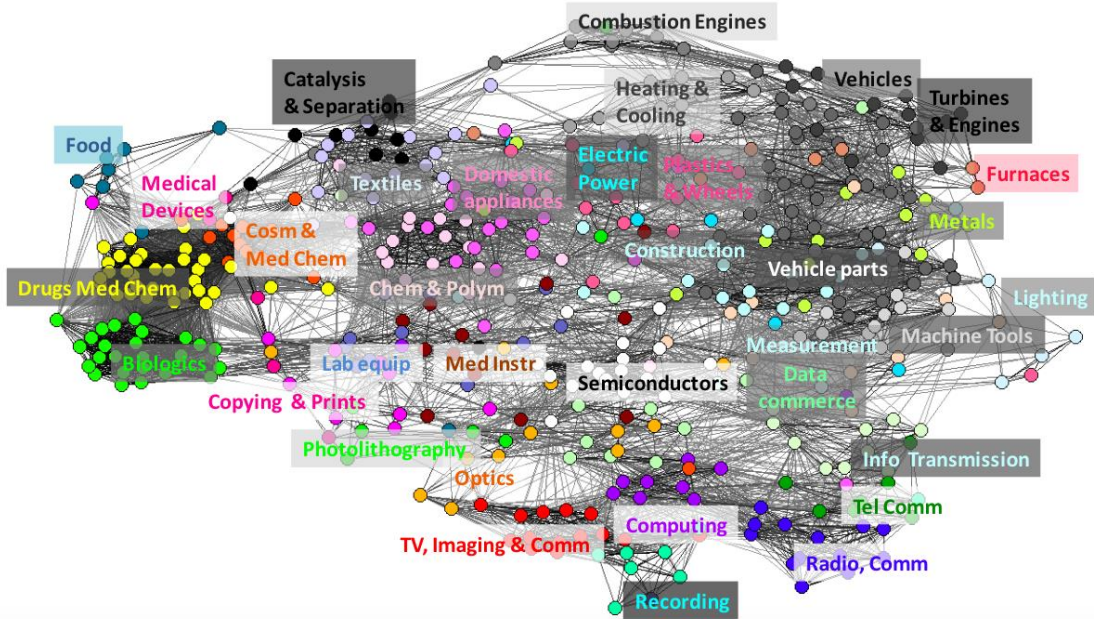 Combustion Engines
Catalysis
& Separation
Heating &
Cooling
Vehicles
Turbines
& Engines
Food
Medical
Devices
Textiles
Domestic
appliances
Electric
Power
Plastics
& Wheels
Furnaces
Metals
Cosm &
Med Chem
Construction
Vehicle parts
Drugs Med Chem
Chem & Polym
Lighting
Biologics
Lab equip
Med Instr
Measurement
Machine Tools
Semiconductors
Data
commerce
Copying & Prints
Photolithography
Optics
Info Transmission
Computing
Tel Comm
TV, Imaging & Comm
Radio, Comm
Recording